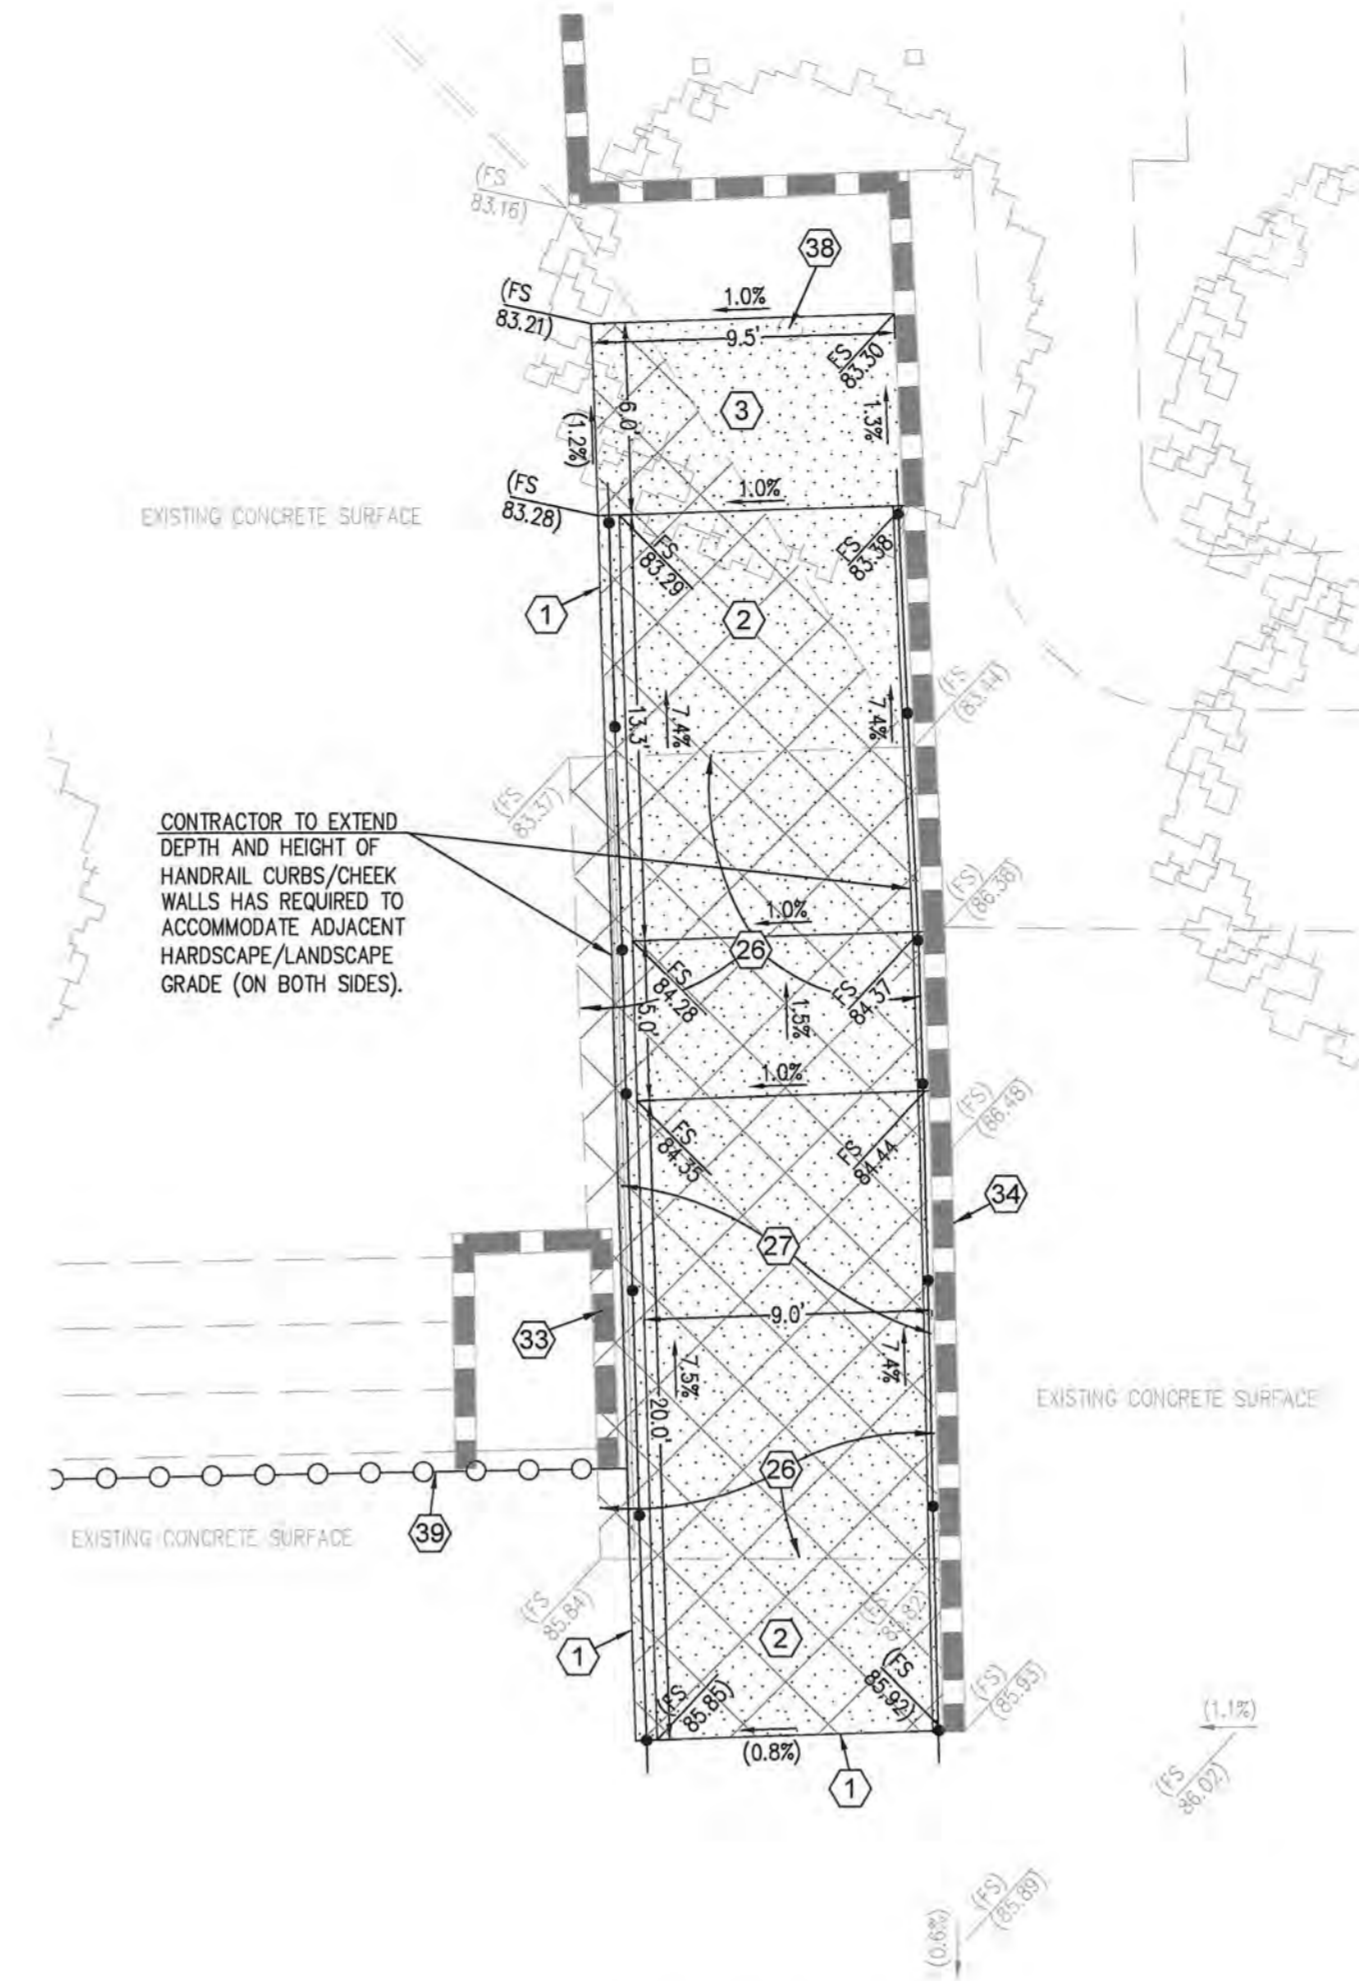 (FS
83.16)
38
(FS
83.21)
1.0%
9.5'
FS
83.30
3
6.0'
(1.2%)
1.3%
(FS
83.28)
1.0%
EXISTING CONCRETE SURFACE
FS
83.29
FS
83.38
1
2
(FS
(83.44)
7.4%
13.3'
7.4%
(FS
83.37)
CONTRACTOR TO EXTEND
DEPTH AND HEIGHT OF
HANDRAIL CURBS/CHEEK
WALLS HAS REQUIRED TO
ACCOMMODATE ADJACENT
HARDSCAPE/LANDSCAPE
GRADE (ON BOTH SIDES).
(FS)
(86.38)
1.0%
26
FS
84.28
FS
84.37
5.0'
1.5%
1.0%
(FS)
(86.48)
FS
84.35
FS
84.44
34
27
9.0'
33
7.5%
7.4%
20.0'
EXISTING CONCRETE SURFACE
26
39
EXISTING CONCRETE SURFACE
(FS
85.84)
2
1
(FS
85.85)
(FS
85.92)
(FS)
(85.93)
(0.8%)
1
(1.1%)
(FS
86.02)
(FS)
(85.89)
(0.6%)